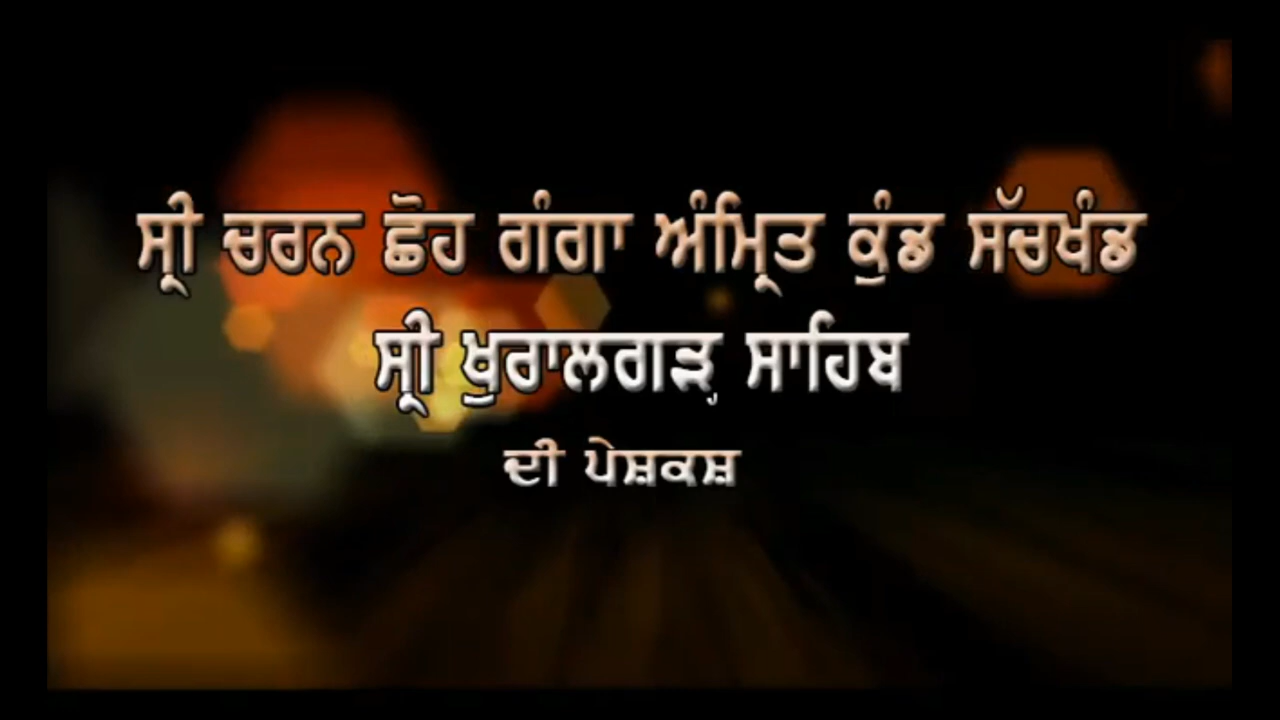 ਸ੍ਰੀ ਚਰਨ ਛੋਹ ਗੰਗਾ ਅੰਮ੍ਰਿਤ ਕੁੰਡ ਸੱਚਖੰਡ
ਸ੍ਰੀ ਖੁਰਾਲਗੜ੍ਹ ਸਾਹਿਬ
ਦੀ ਪੇਸ਼ਕਸ਼